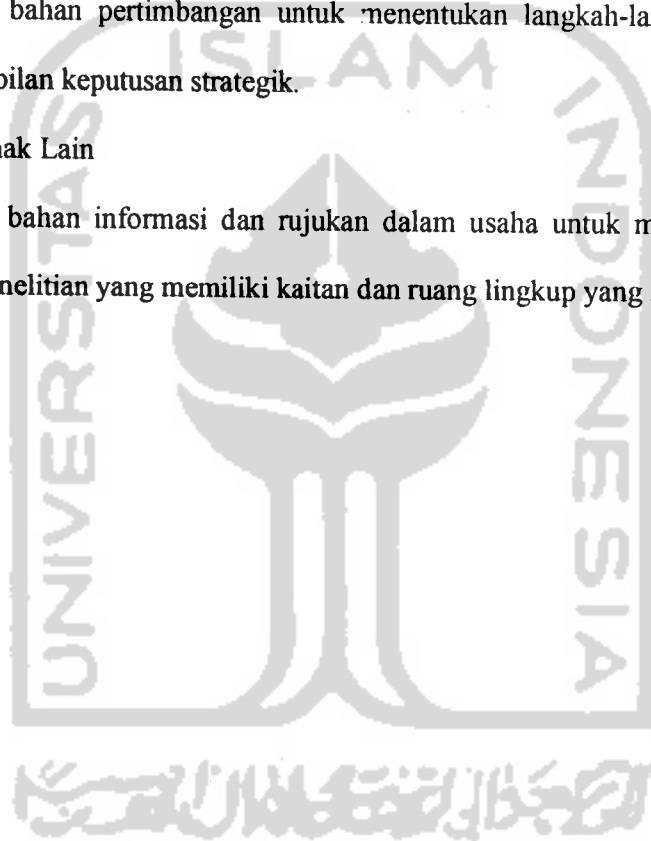 bahan pertimbangan untuk menentukan langkah-la
bilan keputusan strategik.
ak Lain
bahan informasi dan rujukan dalam usaha untuk m
nelitian yang memiliki kaitan dan ruang lingkup yang
UNIVERSITAS
ISLAM
INDONESIA